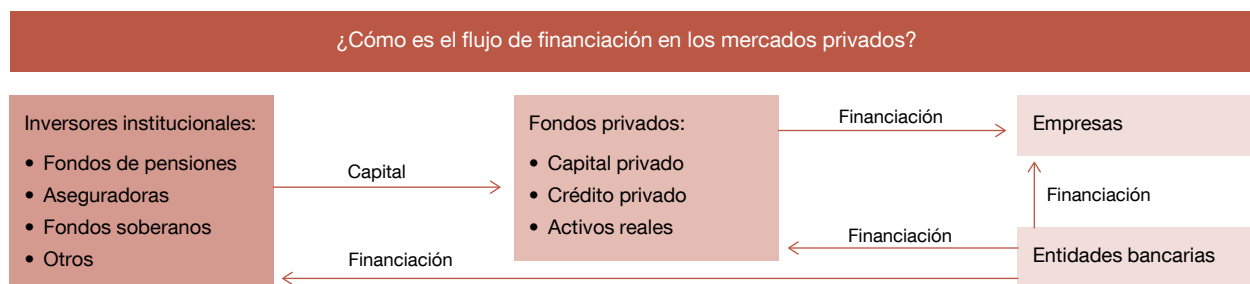 ¿Cómo es el flujo de financiación en los mercados privados?
Inversores institucionales:
• Fondos de pensiones
• Aseguradoras
• Fondos soberanos
• Otros
Capital
Fondos privados:
• Capital privado
• Crédito privado
• Activos reales
Financiación
Empresas
Financiación
Financiación
Entidades bancarias
Financiación